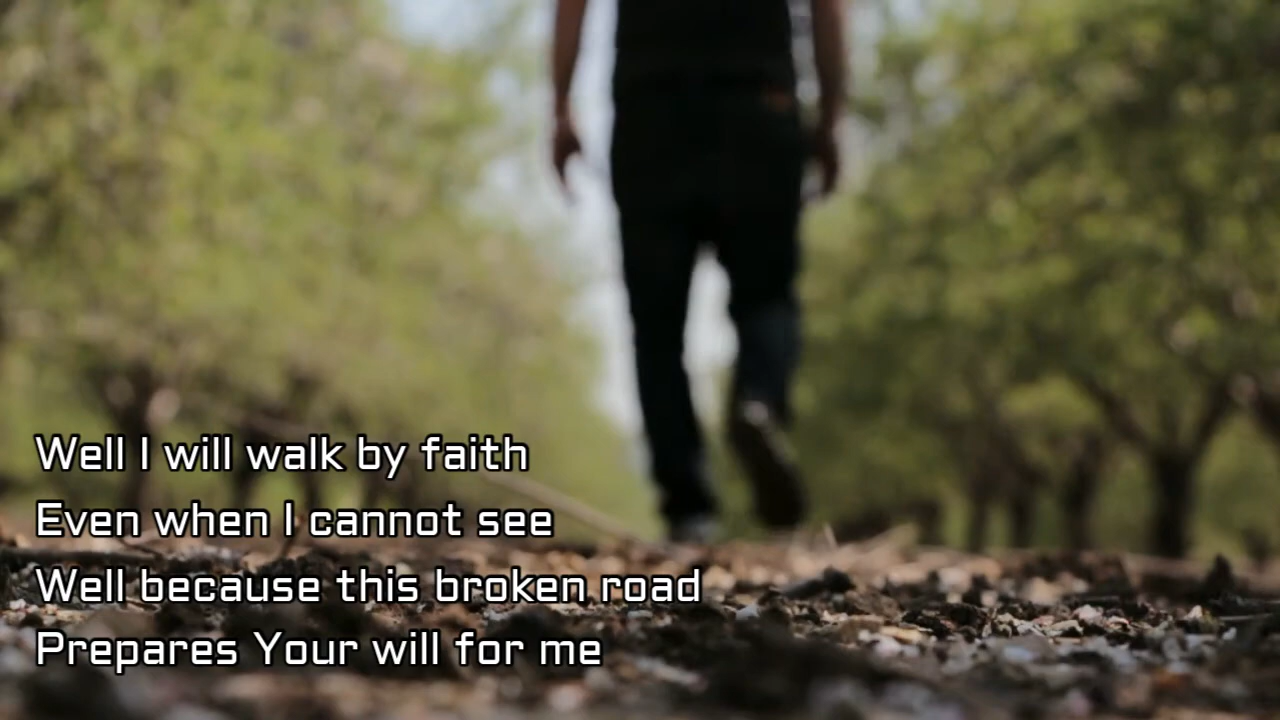 Well I will walk by faith
Even when I cannot see
Well because this broken road
Prepares Your will for me